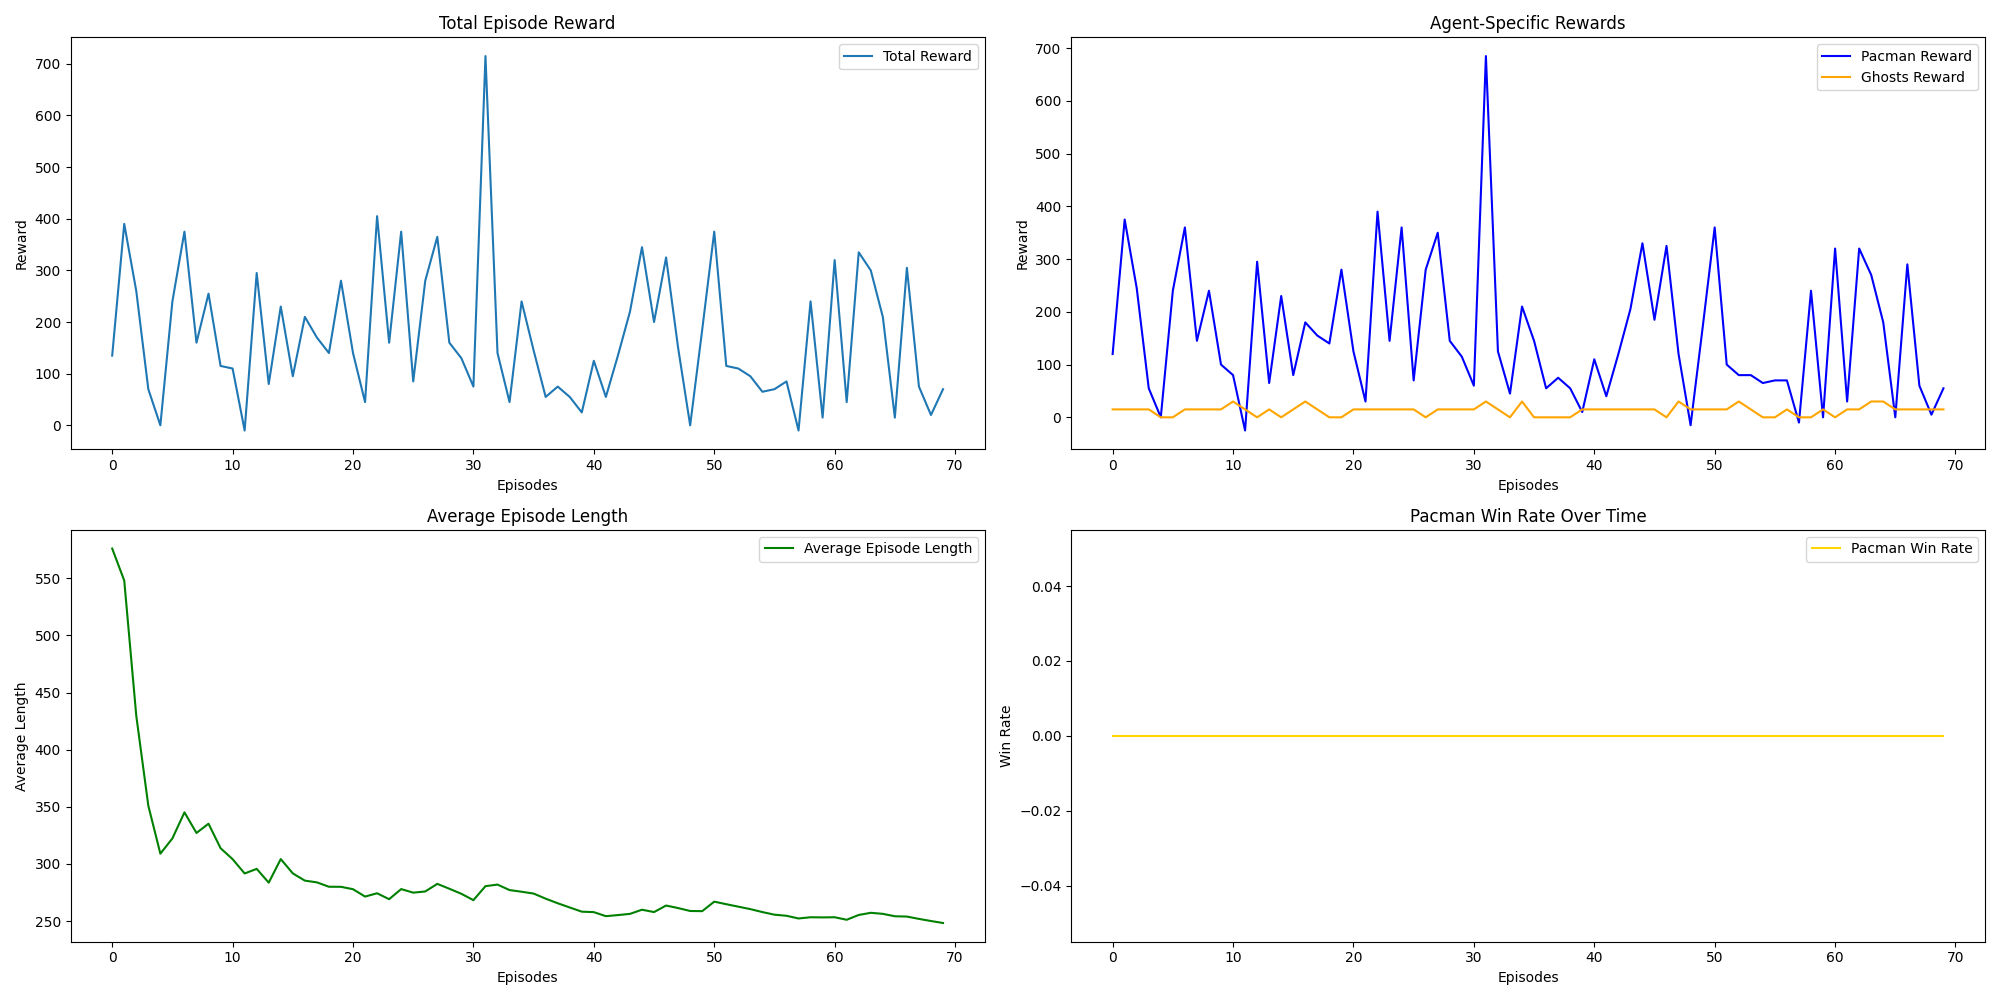 Total Episode Reward
Total Reward
Reward
700
600
500
400
300
200
100
0
0 10 20 30 40 50 60 70
Episodes
Agent-Specific Rewards
Pacman Reward
Ghosts Reward
Reward
700
600
500
400
300
200
100
0
0 10 20 30 40 50 60 70
Episodes
Average Episode Length
Average Episode Length
Average Length
550
500
450
400
350
300
250
0 10 20 30 40 50 60 70
Episodes
Pacman Win Rate Over Time
Pacman Win Rate
Win Rate
0.04
0.02
0.00
−0.02
−0.04
0 10 20 30 40 50 60 70
Episodes